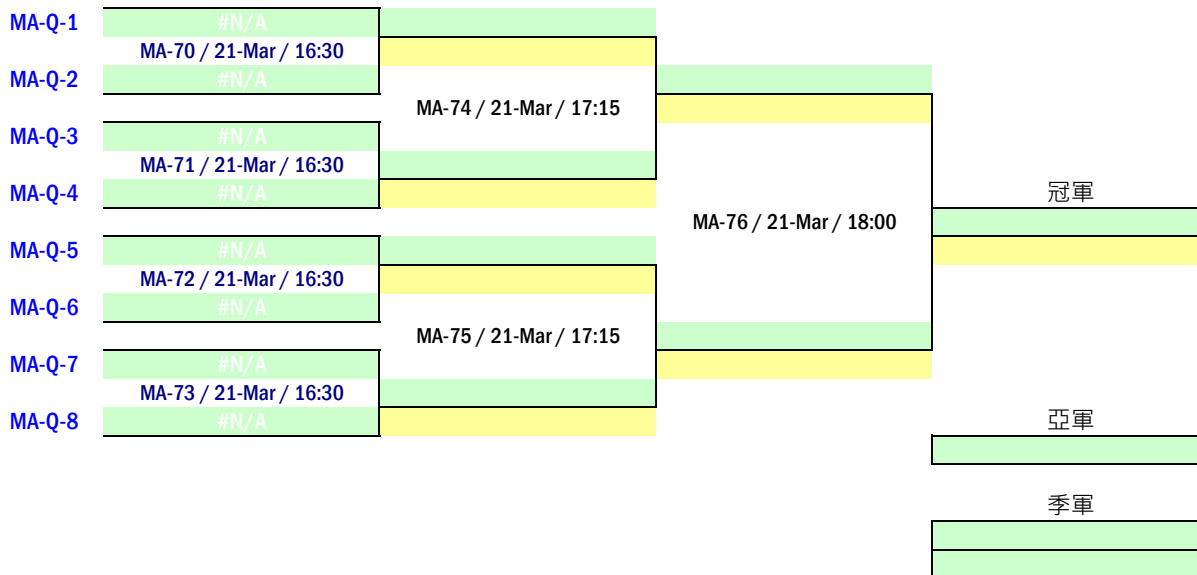 MA-Q-1 #N/A
MA-70 / 21-Mar / 16:30
MA-Q-2 #N/A
MA-74 / 21-Mar / 17:15
MA-Q-3 #N/A
MA-71 / 21-Mar / 16:30
MA-Q-4 #N/A
冠軍
MA-76 / 21-Mar / 18:00
MA-Q-5 #N/A
MA-72 / 21-Mar / 16:30
MA-Q-6 #N/A
MA-75 / 21-Mar / 17:15
MA-Q-7 #N/A
MA-73 / 21-Mar / 16:30
MA-Q-8 #N/A
亞軍
季軍